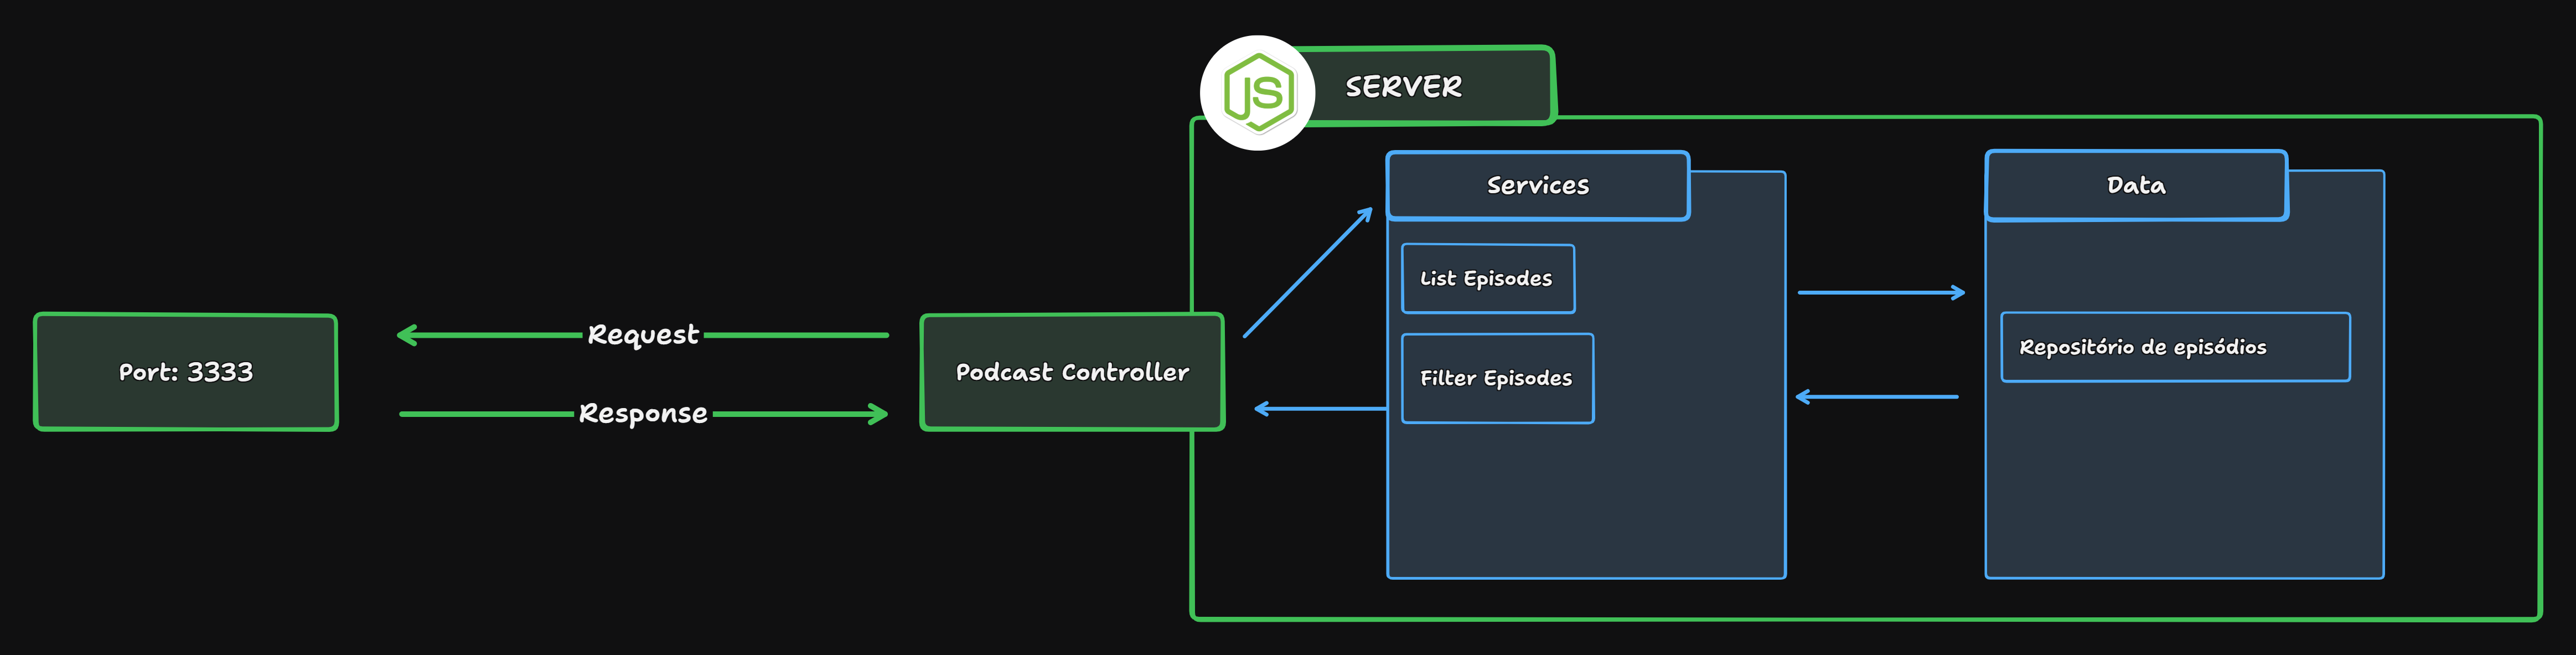 JS
SERVER
Services
Data
List Episodes
Filter Episodes
Repositório de episódios
Port: 3333
Request
Response
Podcast Controller